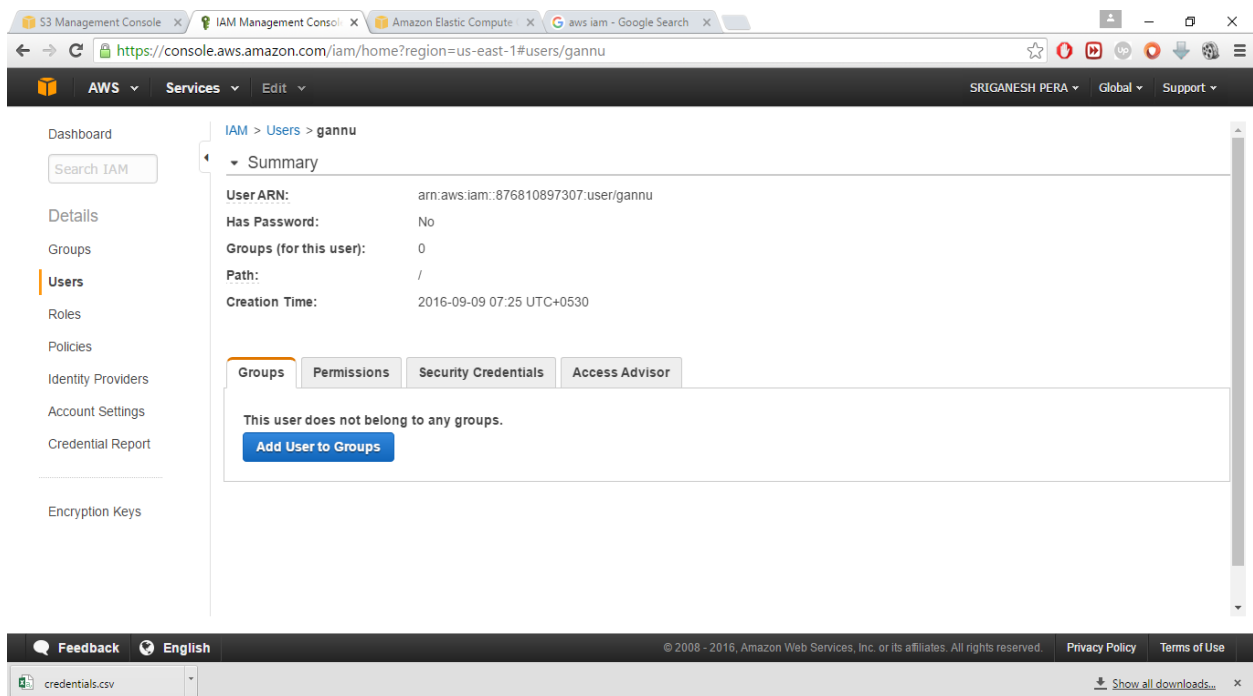 S3 Management Console
IAM Management Consol
Amazon Elastic Compute
aws iam - Google Search
https://console.aws.amazon.com/iam/home?region=us-east-1#users/gannu
AWS Services Edit SRIGANESH PERA Global Support
Dashboard
Search IAM
Details
Groups
Users
Roles
Policies
Identity Providers
Account Settings
Credential Report
Encryption Keys
IAM > Users > gannu
Summary
User ARN: arn:aws:iam::876810897307:user/gannu
Has Password: No
Groups (for this user): 0
Path: /
Creation Time: 2016-09-09 07:25 UTC+0530
Groups Permissions Security Credentials Access Advisor
This user does not belong to any groups.
Add User to Groups
Feedback English © 2008 - 2016, Amazon Web Services, Inc. or its affiliates. All rights reserved. Privacy Policy Terms of Use
credentials.csv Show all downloads...